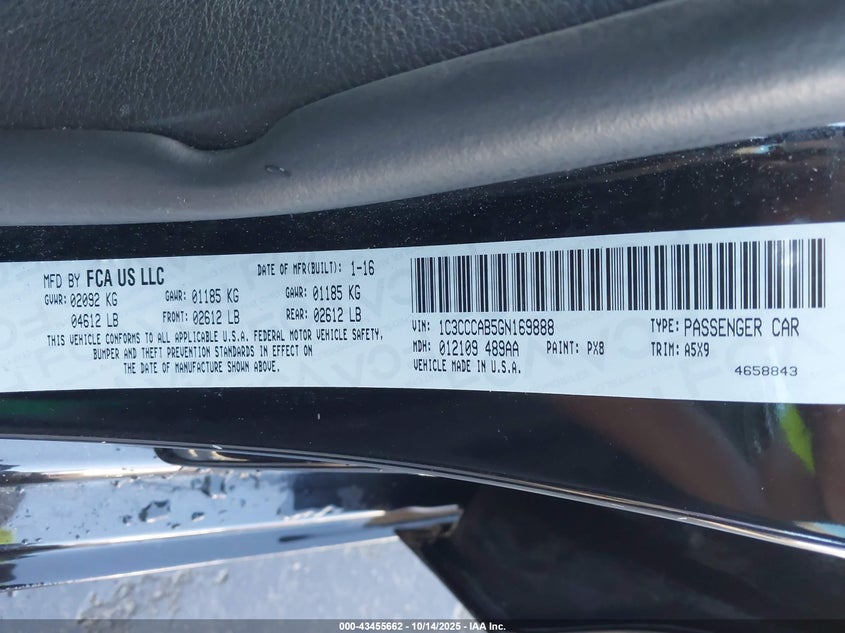 MFD BY FCA US LLC DATE OF MFR(BUILT): 1-16
GVWR: 02092 KG GAWR: 01185 KG GAWR: 01185 KG
04612 LB FRONT: 02612 LB REAR: 02612 LB
THIS VEHICLE CONFORMS TO ALL APPLICABLE U.S.A. FEDERAL MOTOR VEHICLE SAFETY,
BUMPER AND THEFT PREVENTION STANDARDS IN EFFECT ON
THE DATE OF MANUFACTURE SHOWN ABOVE.
VIN: 1C3CCCAB5GN169888 TYPE: PASSENGER CAR
MDH: 012109 489AA PAINT: PX8 TRIM: A5X9
VEHICLE MADE IN U.S.A. 4658843
000-43455662 - 10/14/2025 - IAA Inc.